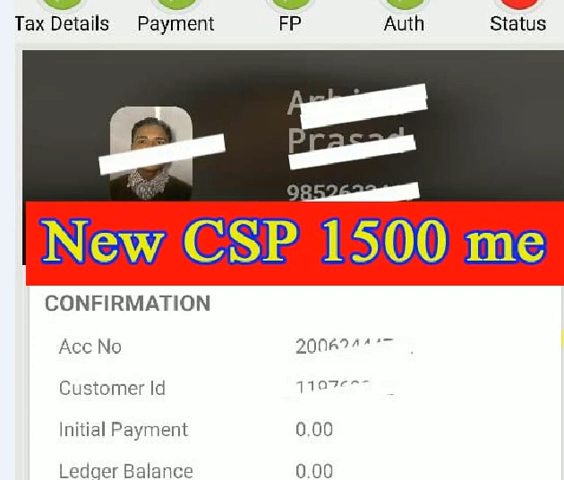 Tax Details Payment FP Auth Status
Prasad
New CSP 1500 me
CONFIRMATION
Acc No
Customer Id
Initial Payment 0.00
Ledger Balance 0.00